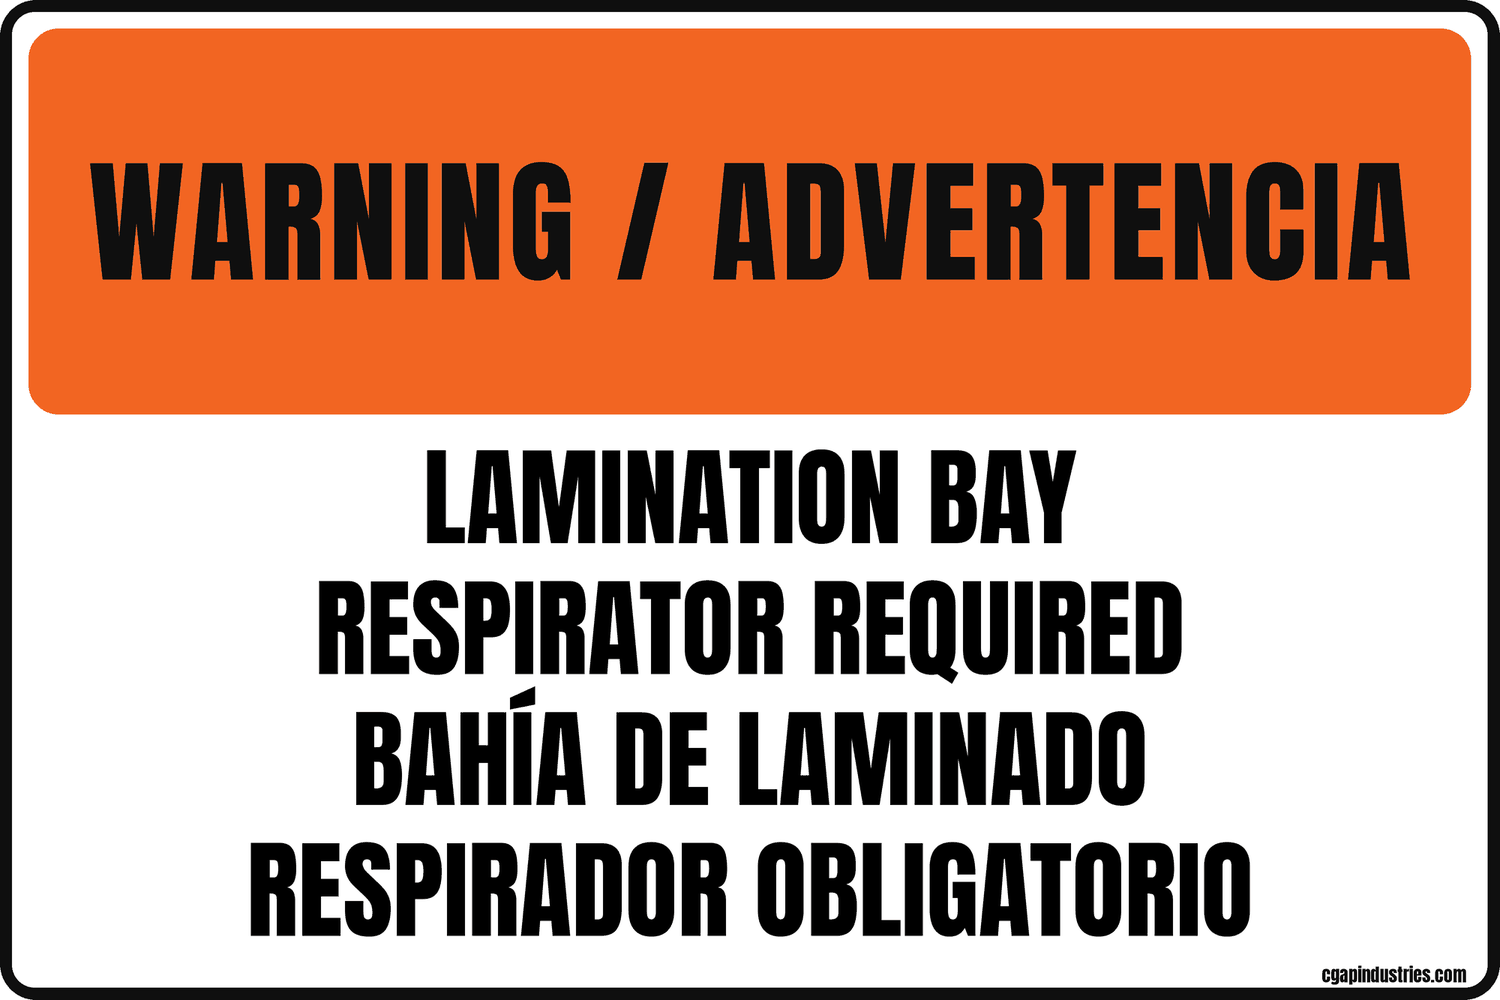 WARNING / ADVERTENCIA
LAMINATION BAY
RESPIRATOR REQUIRED
BAHÍA DE LAMINADO
RESPIRADOR OBLIGATORIO
cgapindustries.com